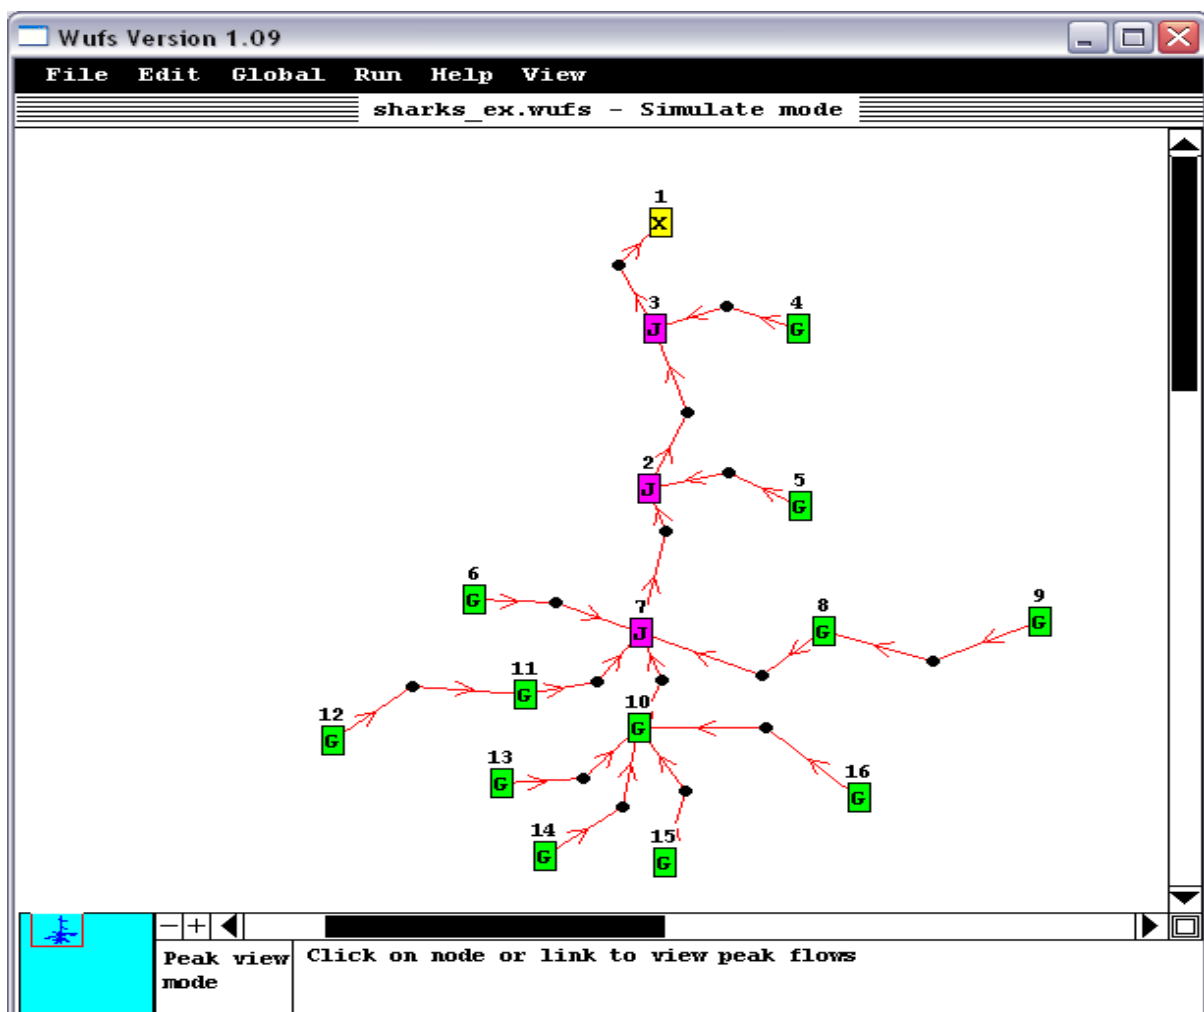 Wufs Version 1.09
File Edit Global Run Help View
sharks_ex.wufs - Simulate mode
1
X
3
J
4
G
2
J
5
G
6
G
7
J
8
G
9
G
11
G
12
G
10
G
13
G
14
G
15
G
16
G
- +
Peak view
mode
Click on node or link to view peak flows